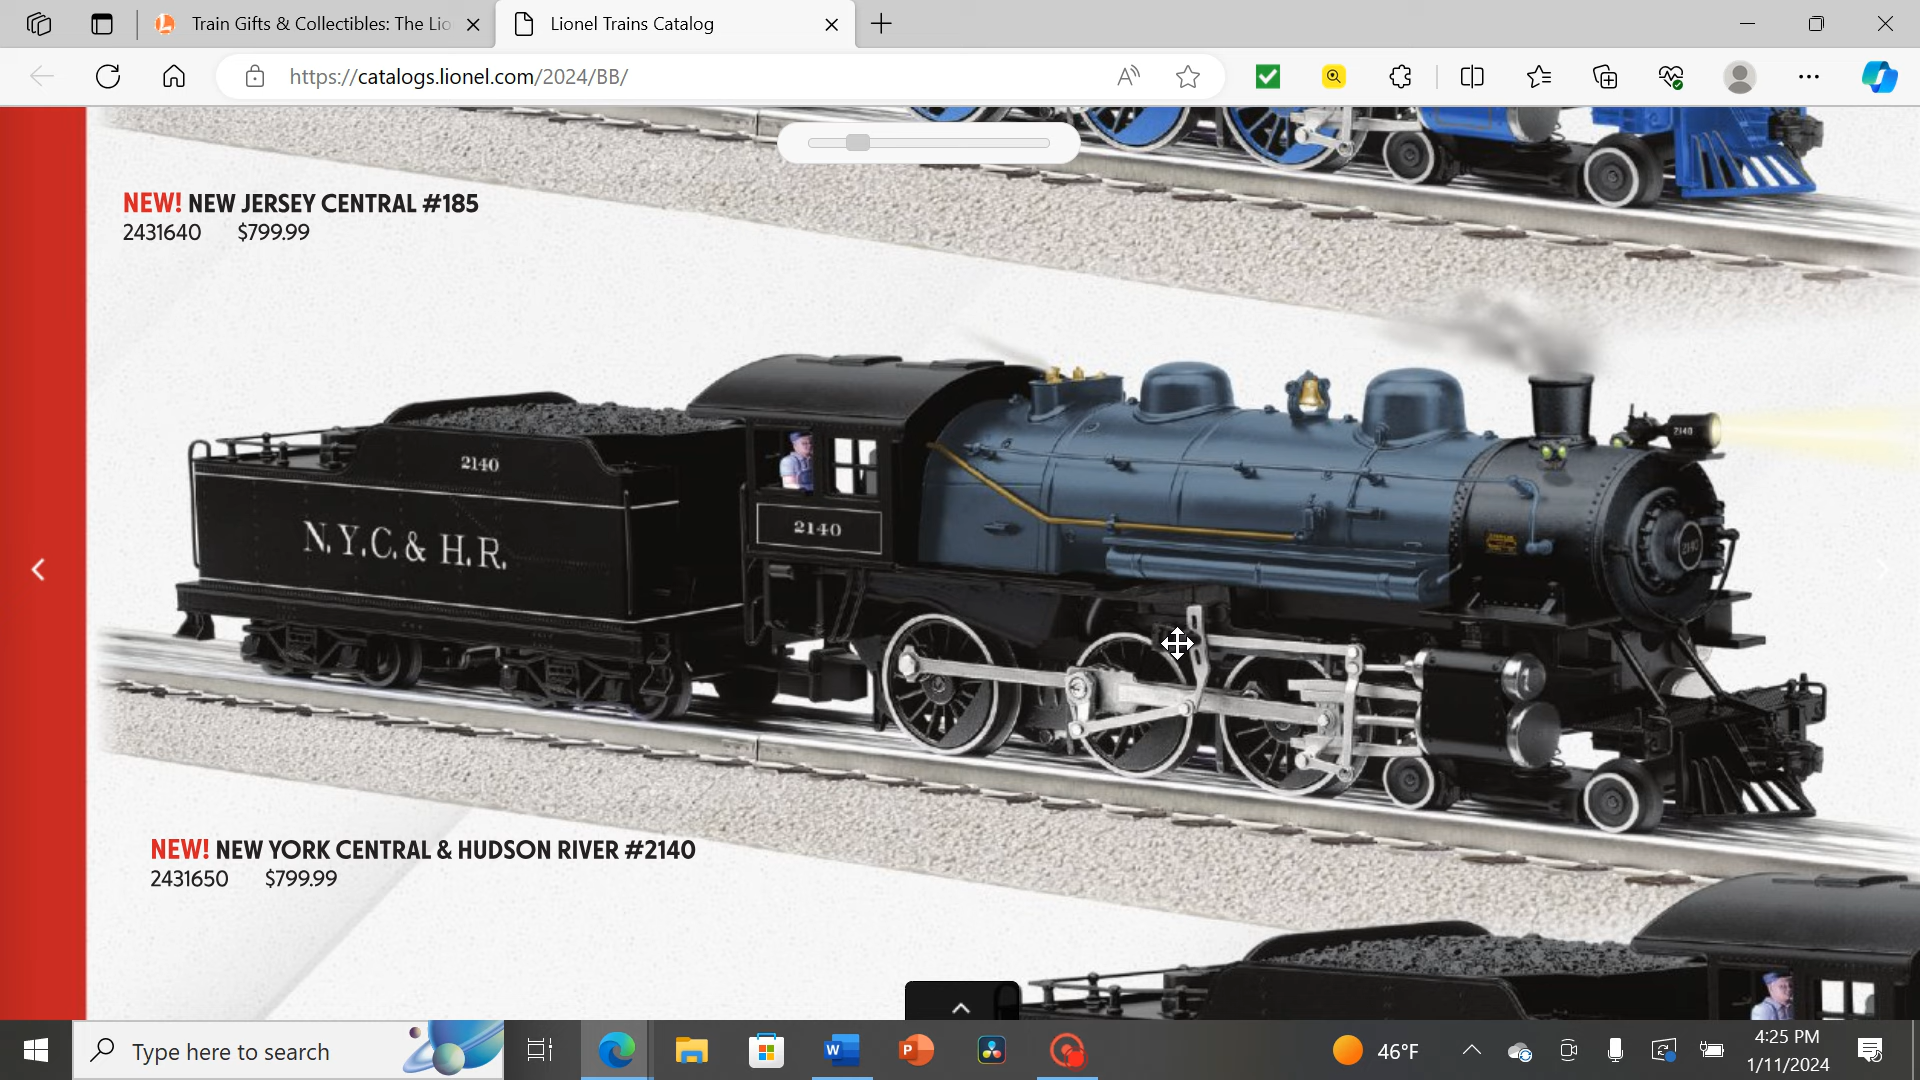 Train Gifts & Collectibles: The Lio
Lionel Trains Catalog
https://catalogs.lionel.com/2024/BB/
NEW! NEW JERSEY CENTRAL #185
2431640 $799.99
2140
2140
N.Y.C. & H.R.
2140
2140
NEW! NEW YORK CENTRAL & HUDSON RIVER #2140
2431650 $799.99
Type here to search
46°F
4:25 PM
1/11/2024